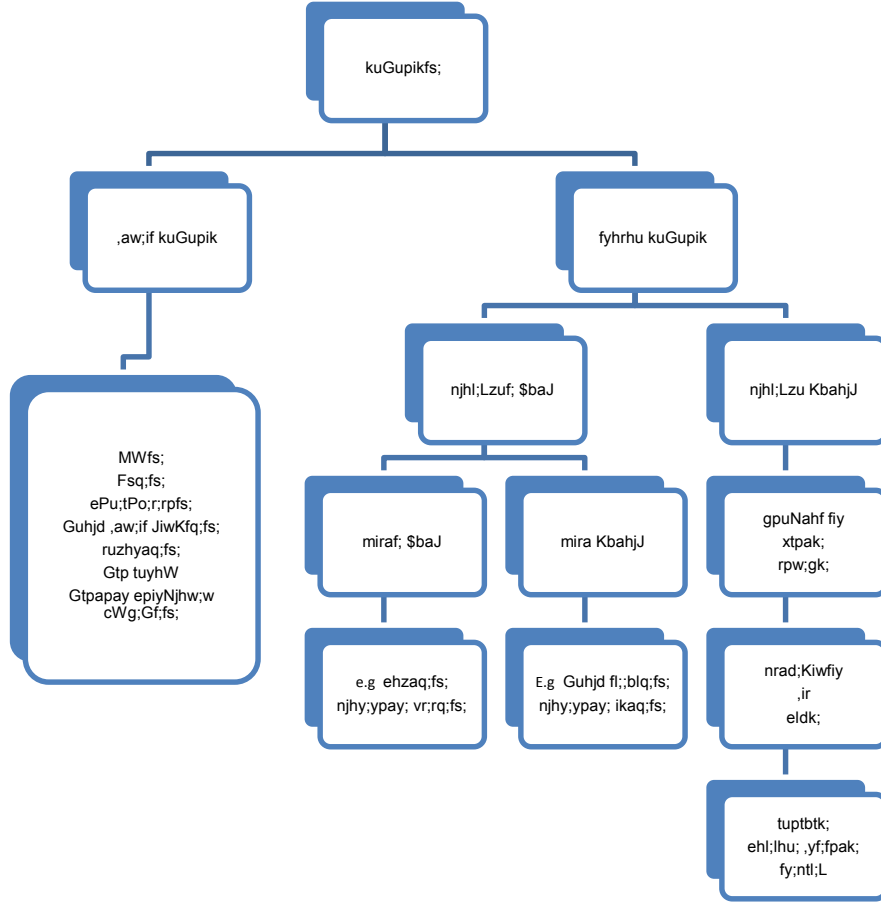 kuGupikfs;
,aw;if kuGupik
fyhrhu kuGupik
MWfs;
Fsq;fs;
ePu;tPo;r;rpfs;
Guhjd ,aw;if JiwKfq;fs;
ruzhyaq;fs;
Gtp tuyhW
Gtpapay epiyNjhw;w
cWg;Gf;fs;
njhl;Lzuf; $baJ
njhl;Lzu KbahjJ
miraf; $baJ
mira KbahjJ
gpuNahf fiy
xtpak;
rpw;gk;
e.g ehzaq;fs;
njhy;ypay; vr;rq;fs;
E.g Guhjd fl;;blq;fs;
njhy;ypay; ikaq;fs;
nrad;Kiwfiy
,ir
eldk;
tuptbtk;
ehl;lhu; ,yf;fpak;
fy;ntl;L